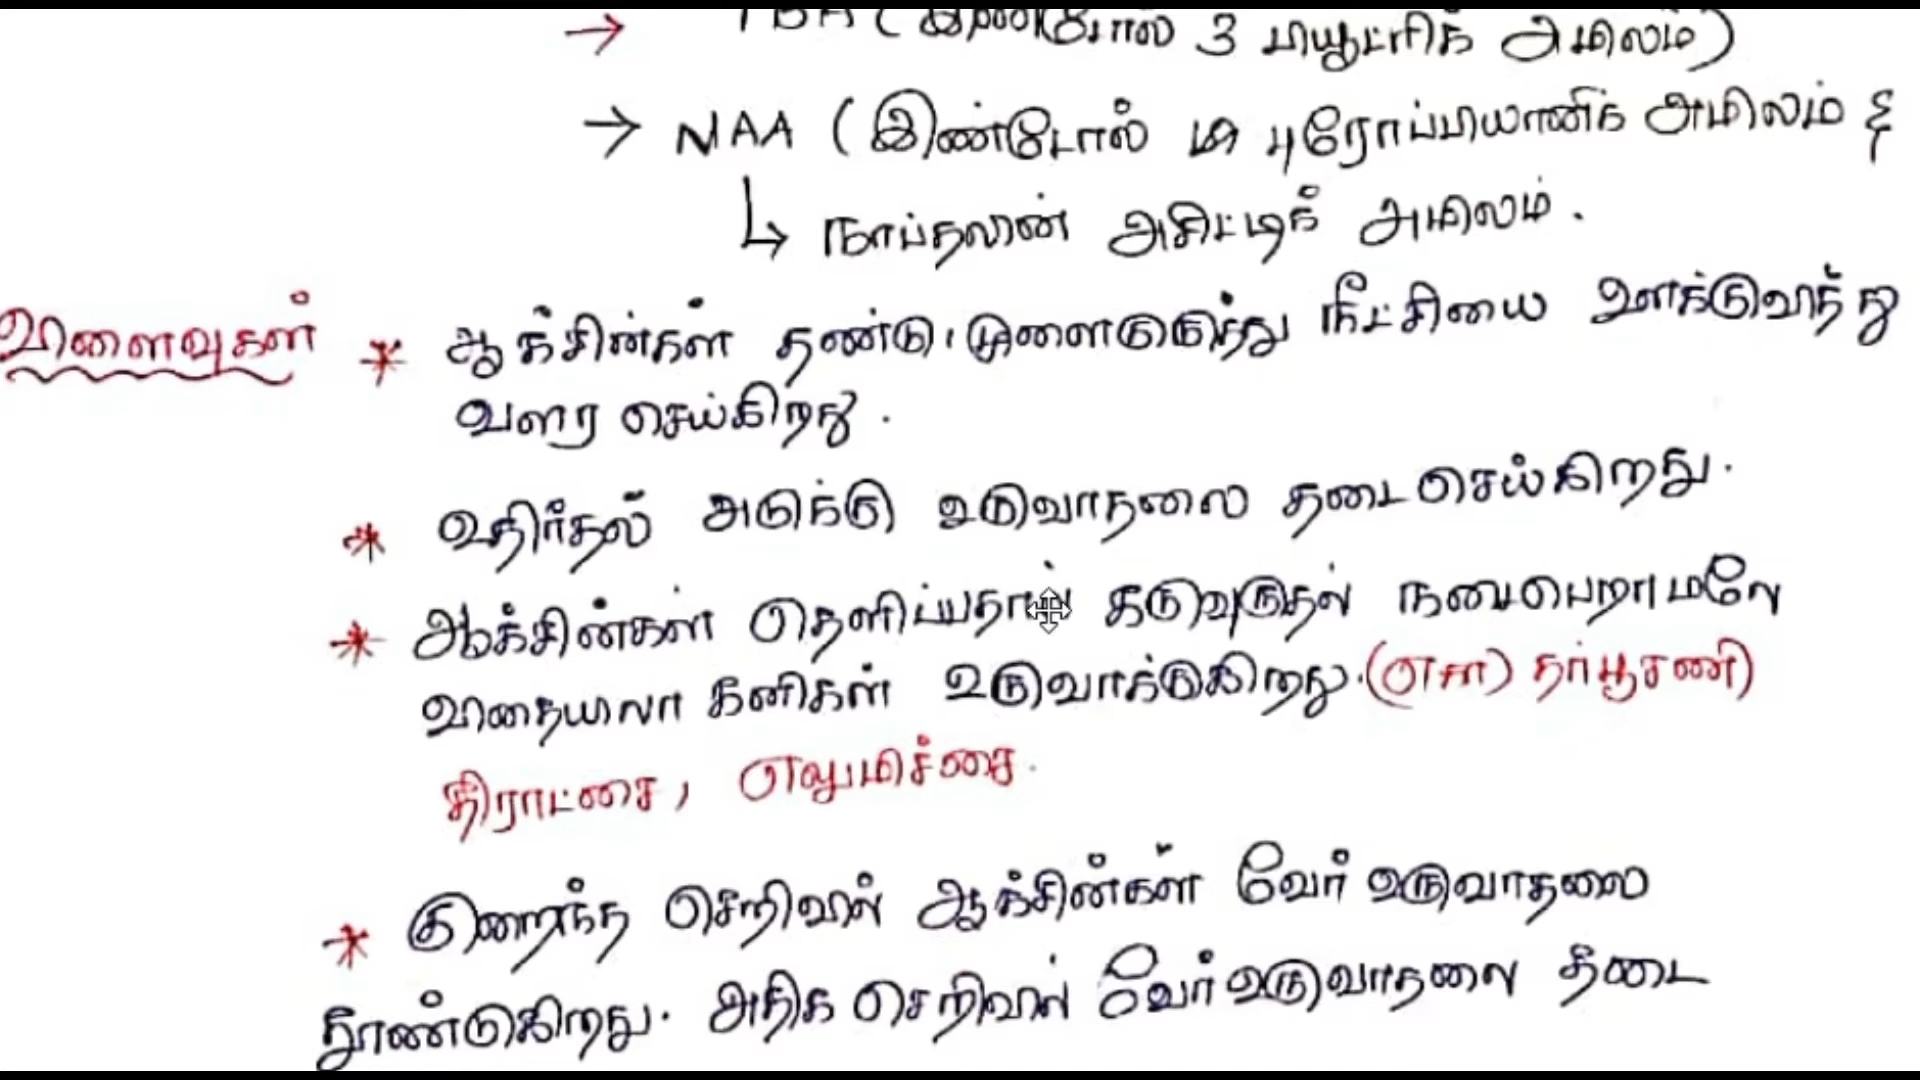 → IBA (இண்டோல் 3 பியூட்ரிக் அமிலம்)
→ NAA (இண்டோல் புரோப்பியானிக் அமிலம் &
↳ நாப்தலான் அசிட்டிக் அமிலம்.
விளைவுகள் * ஆக்சின்கள் தண்டு, முளைகுருத்து நீட்சியை ஊக்குவித்து
வளர செய்கிறது.
* உதிர்தல் அடுக்கு உருவாதலை தடை செய்கிறது.
* ஆக்சின்கள் தெளிப்பதால் கருவுருதல் நடைபெறாமலே
விதையிலா கனிகள் உருவாக்குகிறது. (எ.கா) தர்பூசணி)
திராட்சை, எலுமிச்சை.
* குறைந்த செறிவில் ஆக்சின்கள் வேர் உருவாதலை
தூண்டுகிறது. அதிக செறிவில் வேர் உருவாதலை தடை